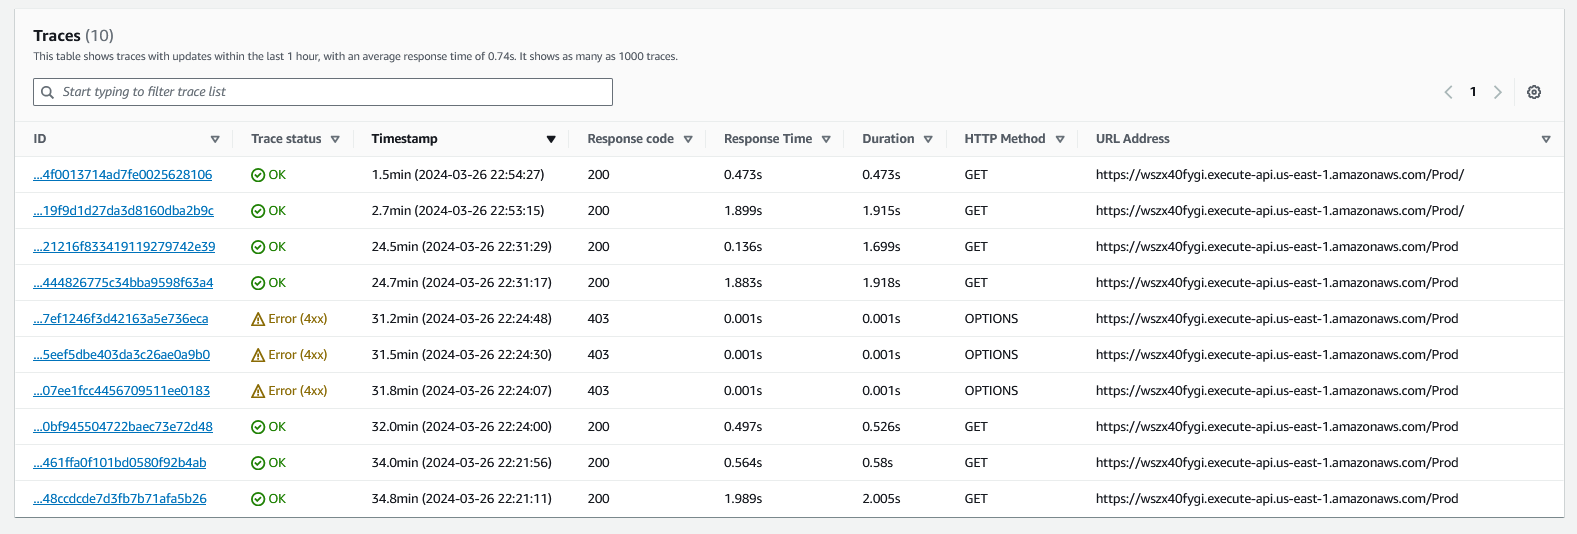 Traces (10)
This table shows traces with updates within the last 1 hour, with an average response time of 0.74s. It shows as many as 1000 traces.
Start typing to filter trace list
1
ID Trace status Timestamp Response code Response Time Duration HTTP Method URL Address
...4f0013714ad7fe0025628106 OK 1.5min (2024-03-26 22:54:27) 200 0.473s 0.473s GET https://wszx40fygi.execute-api.us-east-1.amazonaws.com/Prod/
...19f9d1d27da3d8160dba2b9c OK 2.7min (2024-03-26 22:53:15) 200 1.899s 1.915s GET https://wszx40fygi.execute-api.us-east-1.amazonaws.com/Prod/
...21216f833419119279742e39 OK 24.5min (2024-03-26 22:31:29) 200 0.136s 1.699s GET https://wszx40fygi.execute-api.us-east-1.amazonaws.com/Prod
...444826775c34bba9598f63a4 OK 24.7min (2024-03-26 22:31:17) 200 1.883s 1.918s GET https://wszx40fygi.execute-api.us-east-1.amazonaws.com/Prod
...7ef1246f3d42163a5e736eca Error (4xx) 31.2min (2024-03-26 22:24:48) 403 0.001s 0.001s OPTIONS https://wszx40fygi.execute-api.us-east-1.amazonaws.com/Prod
...5eef5dbe403da3c26ae0a9b0 Error (4xx) 31.5min (2024-03-26 22:24:30) 403 0.001s 0.001s OPTIONS https://wszx40fygi.execute-api.us-east-1.amazonaws.com/Prod
...07ee1fcc4456709511ee0183 Error (4xx) 31.8min (2024-03-26 22:24:07) 403 0.001s 0.001s OPTIONS https://wszx40fygi.execute-api.us-east-1.amazonaws.com/Prod
...0bf945504722baec73e72d48 OK 32.0min (2024-03-26 22:24:00) 200 0.497s 0.526s GET https://wszx40fygi.execute-api.us-east-1.amazonaws.com/Prod
...461ffa0f101bd0580f92b4ab OK 34.0min (2024-03-26 22:21:56) 200 0.564s 0.58s GET https://wszx40fygi.execute-api.us-east-1.amazonaws.com/Prod
...48ccdcde7d3fb7b71afa5b26 OK 34.8min (2024-03-26 22:21:11) 200 1.989s 2.005s GET https://wszx40fygi.execute-api.us-east-1.amazonaws.com/Prod